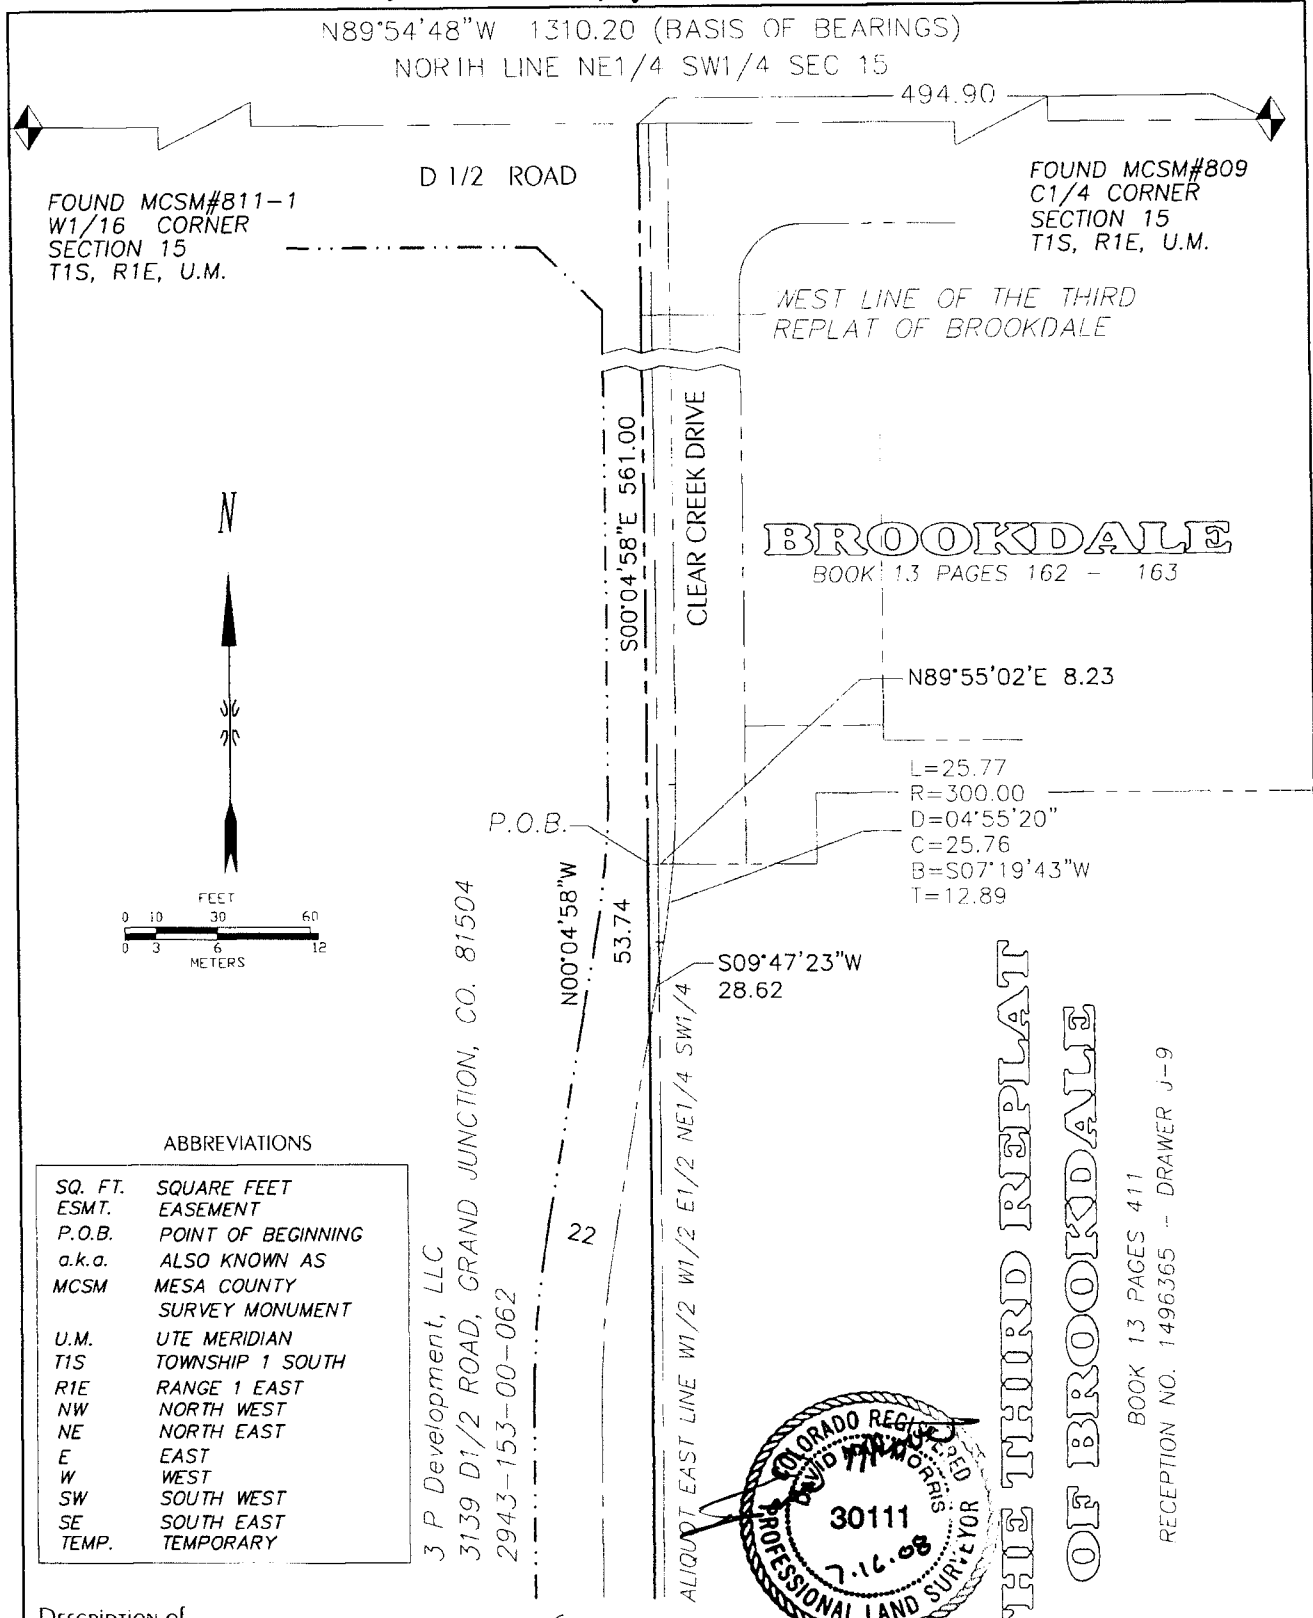 N89°54'48"W 1310.20 (BASIS OF BEARINGS)
NORTH LINE NE1/4 SW1/4 SEC 15
494.90
D 1/2 ROAD
FOUND MCSM#811-1
W1/16 CORNER
SECTION 15
T1S, R1E, U.M.
FOUND MCSM#809
C1/4 CORNER
SECTION 15
T1S, R1E, U.M.
WEST LINE OF THE THIRD
REPLAT OF BROOKDALE
S00°04'58"E 561.00
CLEAR CREEK DRIVE
N
BROOKDALE
BOOK 13 PAGES 162 - 163
N89°55'02'E 8.23
L=25.77
R=300.00
D=04°55'20"
C=25.76
B=S07°19'43"W
T=12.89
P.O.B.
N00°04'58"W
53.74
S09°47'23"W
28.62
FEET
0 10 30 60
0 3 6 12
METERS
ABBREVIATIONS
SQ. FT. SQUARE FEET
ESMT. EASEMENT
P.O.B. POINT OF BEGINNING
a.k.a. ALSO KNOWN AS
MCSM MESA COUNTY
SURVEY MONUMENT
U.M. UTE MERIDIAN
T1S TOWNSHIP 1 SOUTH
R1E RANGE 1 EAST
NW NORTH WEST
NE NORTH EAST
E EAST
W WEST
SW SOUTH WEST
SE SOUTH EAST
TEMP. TEMPORARY
3 P Development, LLC
3139 D1/2 ROAD, GRAND JUNCTION, CO. 81504
2943-153-00-062
22
ALIQUOT EAST LINE W1/2 W1/2 E1/2 NE1/4 SW1/4
COLORADO REGISTERED
DAVID MORRIS
30111
7.16.08
PROFESSIONAL LAND SURVEYOR
THE THIRD REPLAT
OF BROOKDALE
BOOK 13 PAGES 411
RECEPTION NO. 1496365 - DRAWER J-9
Description of